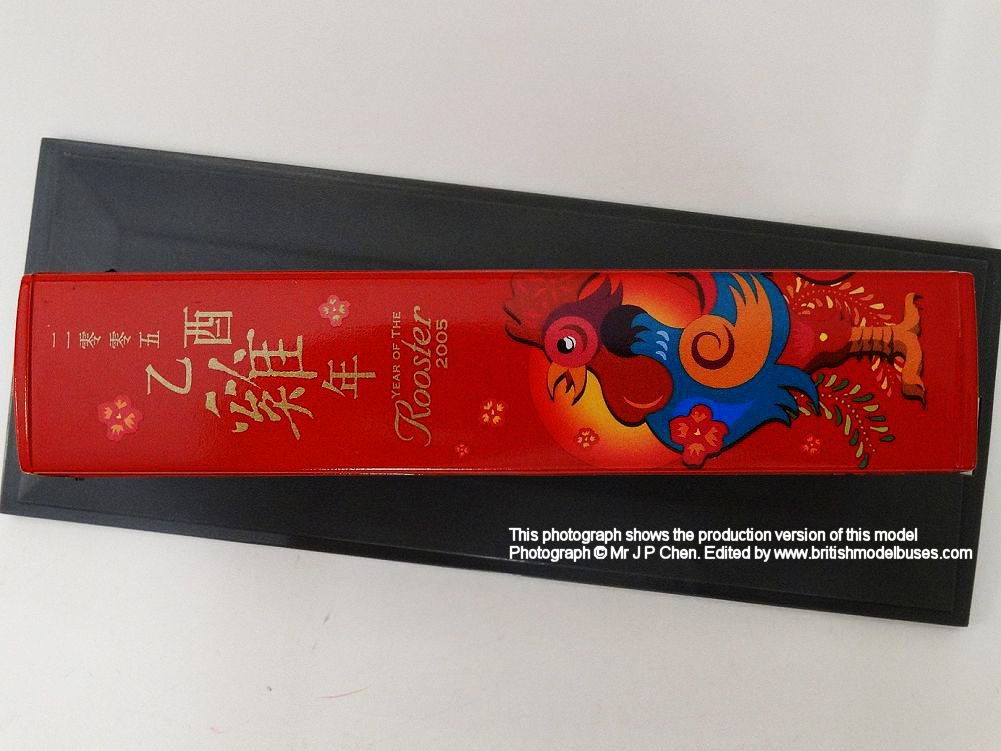 二零零五
乙酉
雞
年
YEAR OF THE
Rooster
2005
This photograph shows the production version of this model
Photograph © Mr J P Chen. Edited by www.britishmodelbuses.com